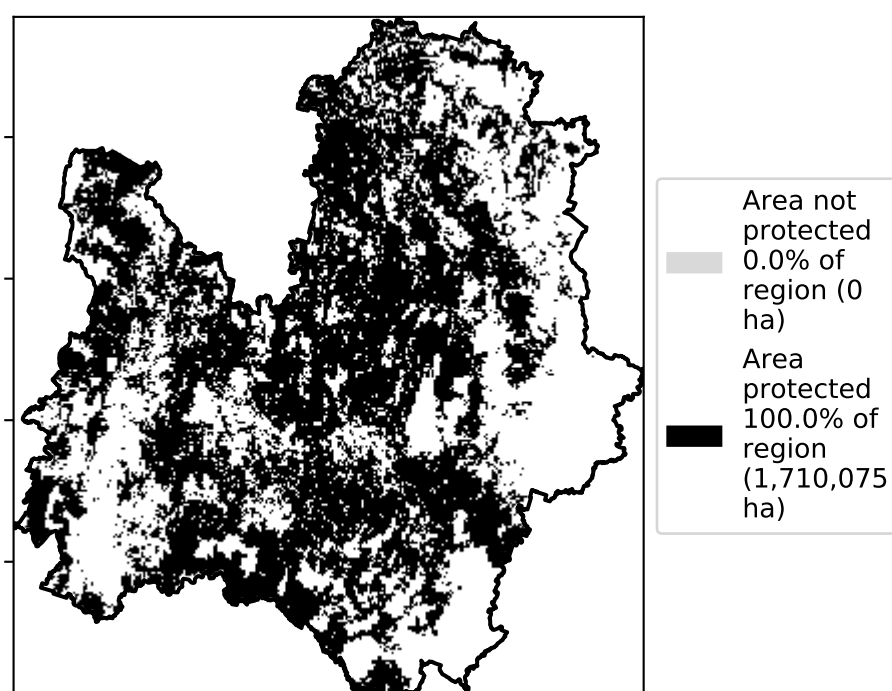 Area not
protected
0.0% of
region (0
ha)
Area
protected
100.0% of
region
(1,710,075
ha)